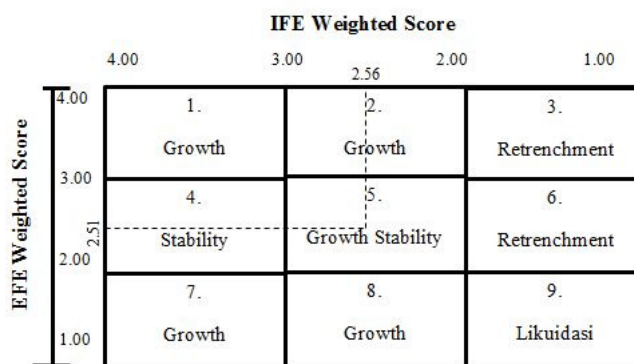 IFE Weighted Score
4.00 3.00 2.00 1.00
2.56
EFE Weighted Score
4.00
3.00
2.51
2.00
1.00
1. 2. 3.
Growth Growth Retrenchment
4. 5. 6.
Stability Growth Stability Retrenchment
7. 8. 9.
Growth Growth Likuidasi